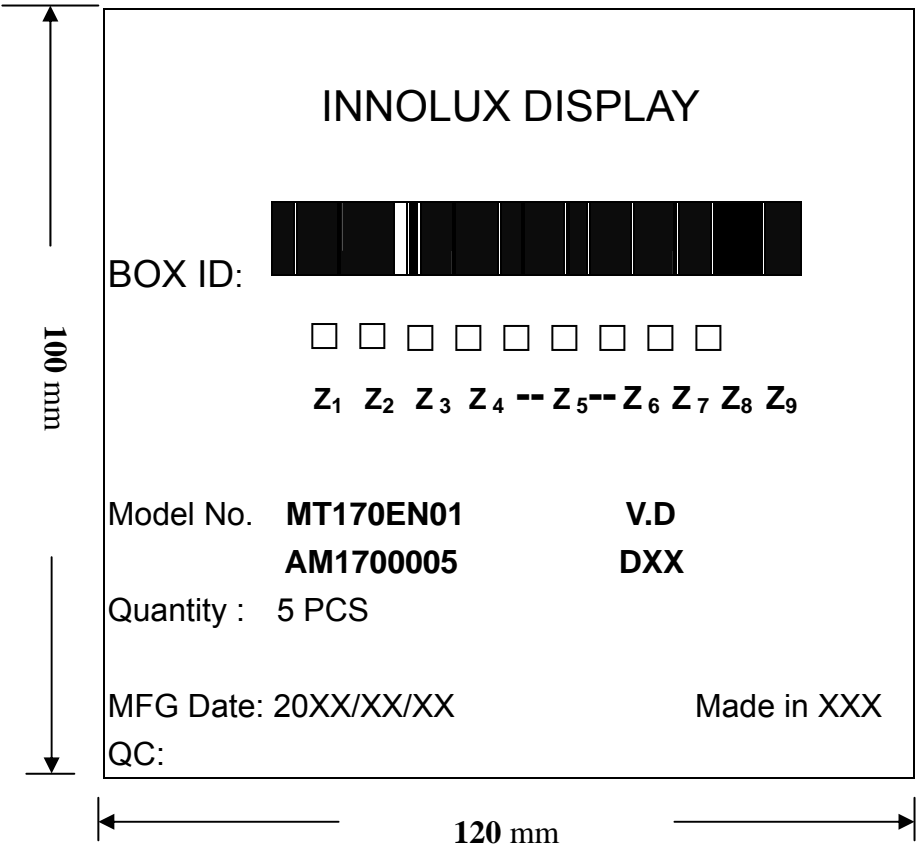 INNOLUX DISPLAY
BOX ID:
□ □ □ □ □ □ □ □ □
Z1 Z2 Z3 Z4 -- Z5-- Z6 Z7 Z8 Z9
100 mm
Model No. MT170EN01 V.D
AM1700005 DXX
Quantity : 5 PCS
MFG Date: 20XX/XX/XX Made in XXX
QC:
120 mm